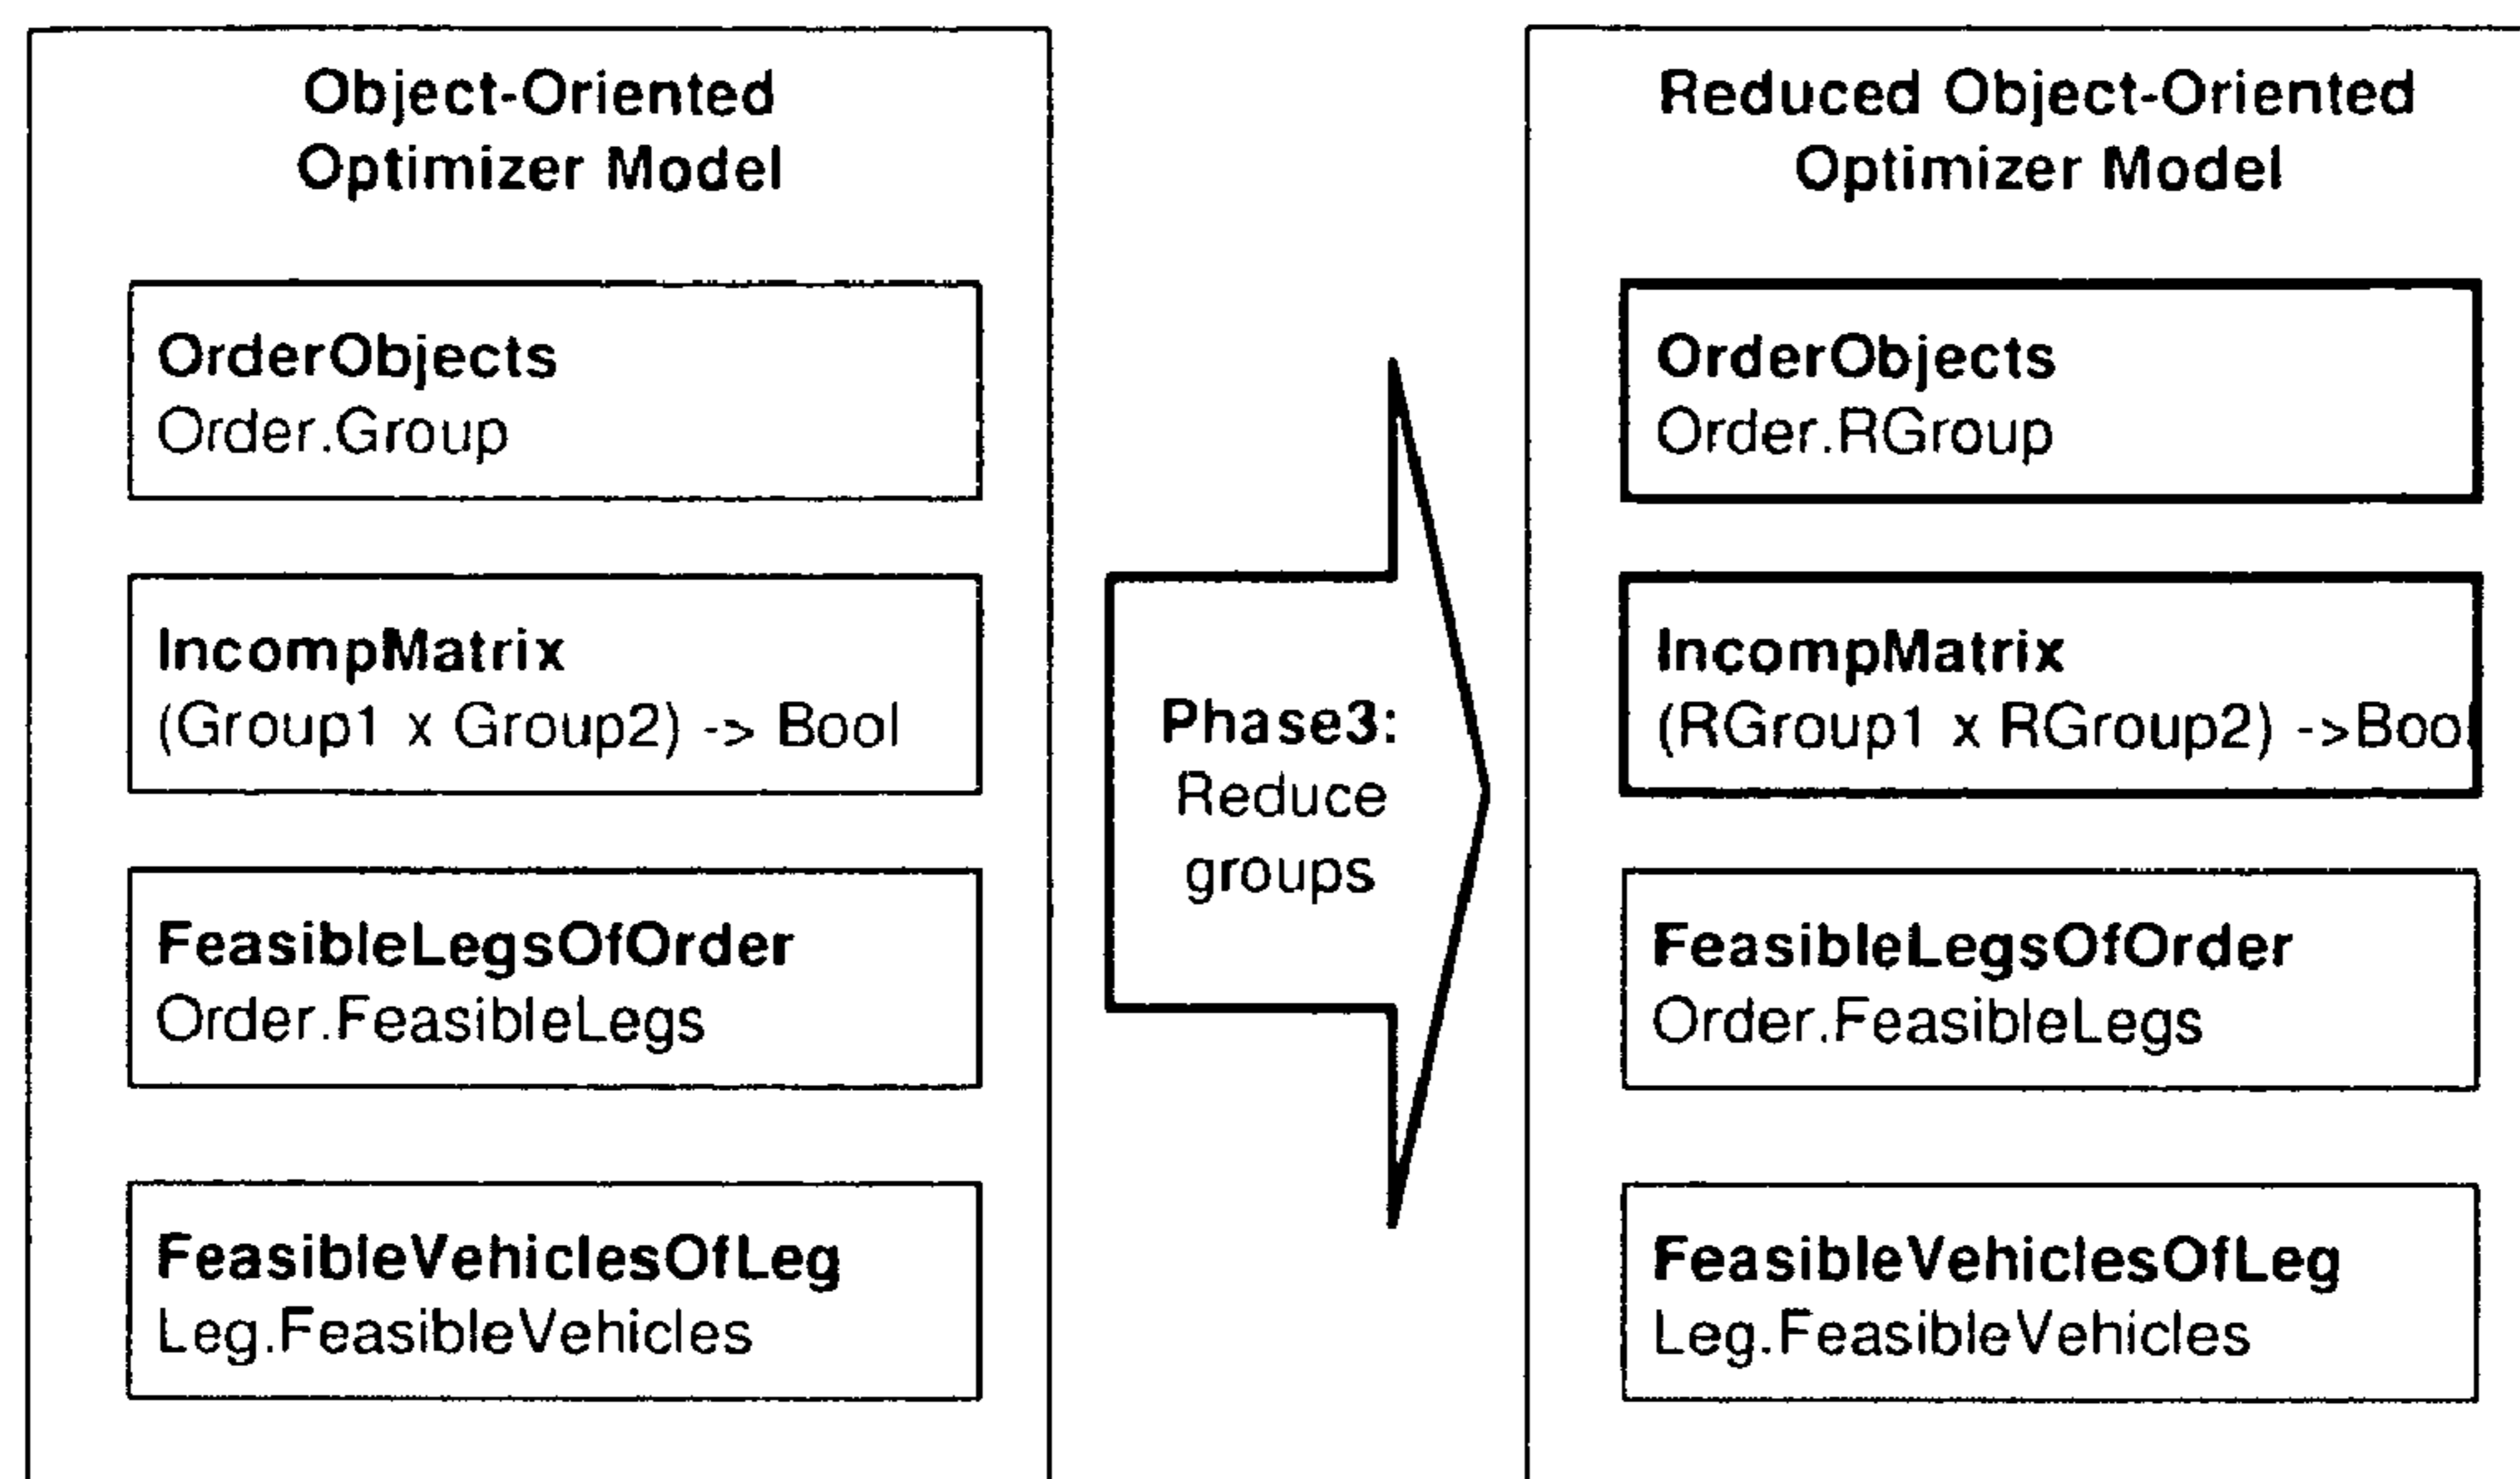 Object-Oriented
Optimizer Model
OrderObjects
Order.Group
IncompMatrix
(Group1 x Group2) -> Bool
FeasibleLegsOfOrder
Order.FeasibleLegs
FeasibleVehiclesOfLeg
Leg.FeasibleVehicles
Phase3:
Reduce
groups
Reduced Object-Oriented
Optimizer Model
OrderObjects
Order.RGroup
IncompMatrix
(RGroup1 x RGroup2) ->Bool
FeasibleLegsOfOrder
Order.FeasibleLegs
FeasibleVehiclesOfLeg
Leg.FeasibleVehicles